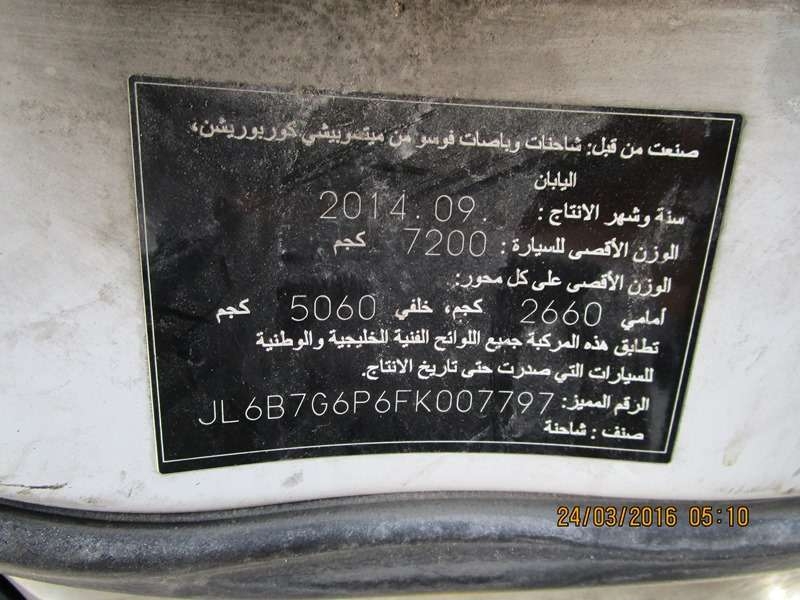 صنعت من قبل: شاحنات وباصات فوسو من ميتسوبيشي كوربوريشن،
اليابان
سنة وشهر الانتاج : 2014.09.
الوزن الأقصى للسيارة : 7200 كجم
الوزن الأقصى على كل محور:
أمامي 2660 كجم، خلفي 5060 كجم
تطابق هذه المركبة جميع اللوائح الفنية الخليجية والوطنية
للسيارات التي صدرت حتى تاريخ الانتاج.
الرقم المميز: JL6B7G6P6FK007797
صنف : شاحنة
24/03/2016 05:10